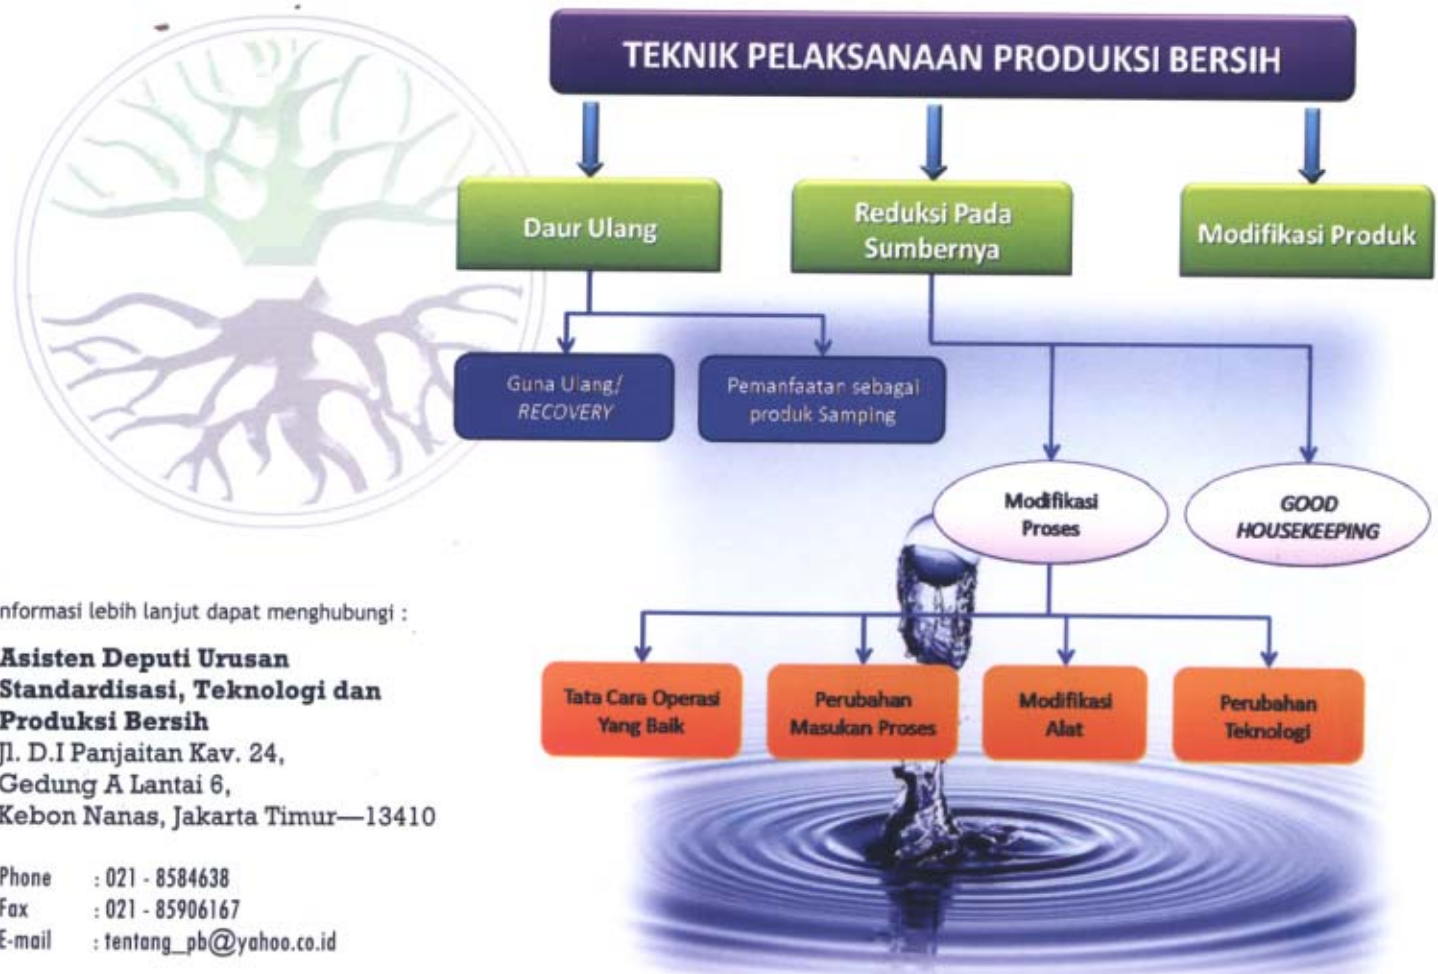 TEKNIK PELAKSANAAN PRODUKSI BERSIH
Daur Ulang
Reduksi Pada
Sumbernya
Modifikasi Produk
Guna Ulang/
RECOVERY
Pemanfaatan sebagai
produk Samping
Modifikasi
Proses
GOOD
HOUSEKEEPING
Tata Cara Operasi
Yang Baik
Perubahan
Masukan Proses
Modifikasi
Alat
Perubahan
Teknologi
nformasi lebih lanjut dapat menghubungi :
Asisten Deputi Urusan
Standardisasi, Teknologi dan
Produksi Bersih
Jl. D.I Panjaitan Kav. 24,
Gedung A Lantai 6,
Kebon Nanas, Jakarta Timur—13410
Phone : 021 - 8584638
Fax : 021 - 85906167
E-mail : tentang_pb@yahoo.co.id